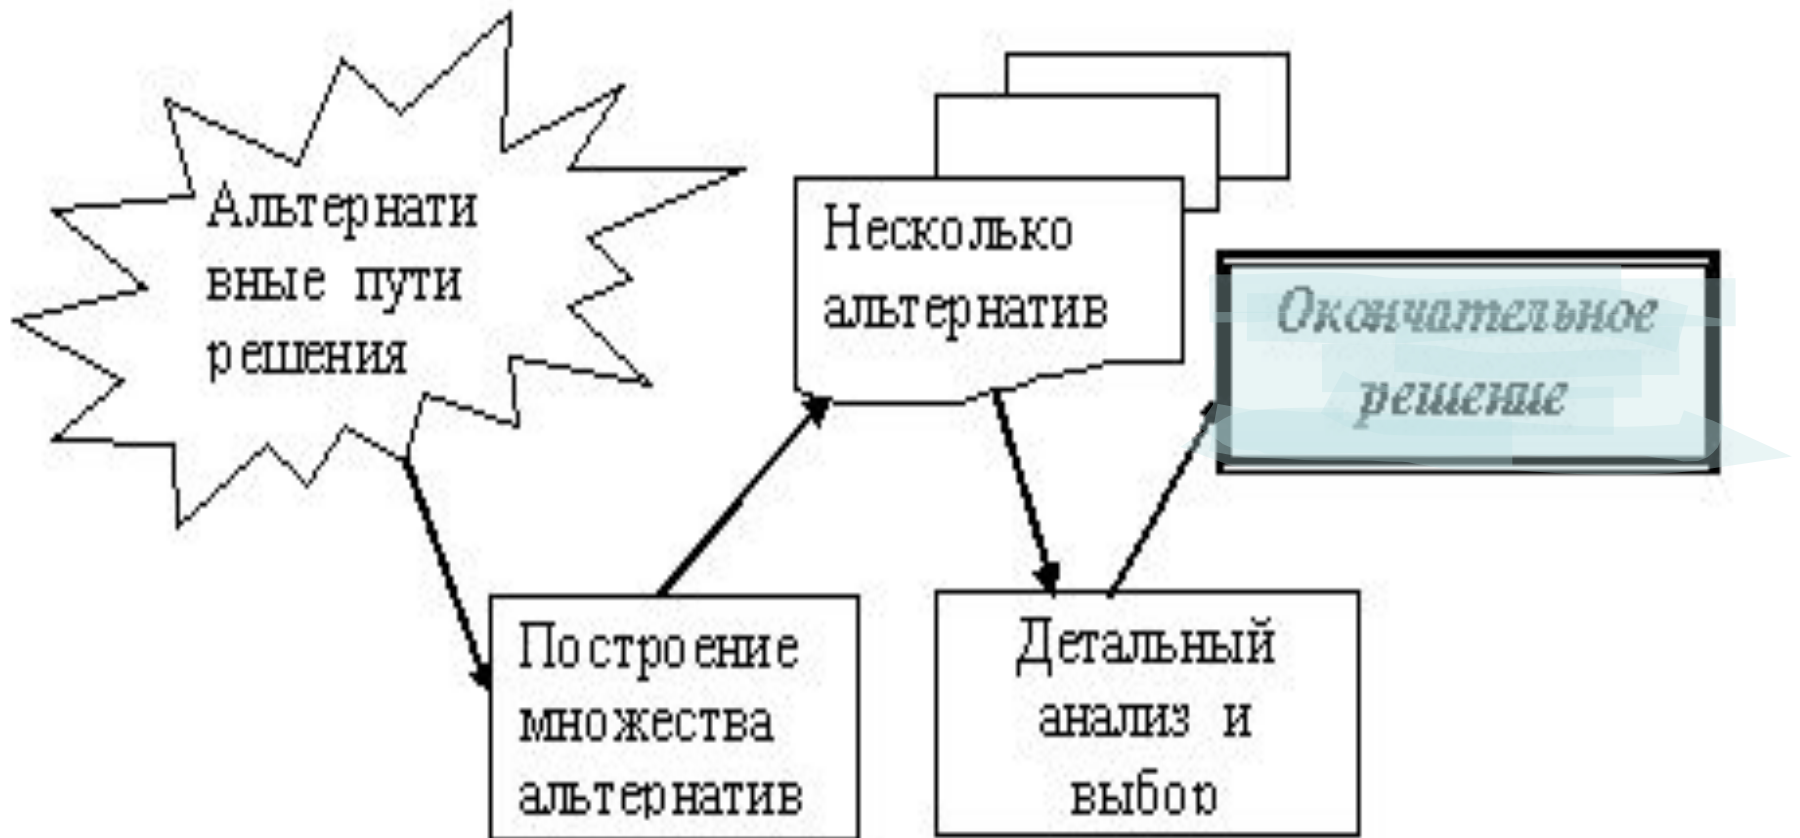 Альтернати
вные пути
решения
Несколько
альтернатив
Окончательное
решение
Построение
множества
альтернатив
Детальный
анализ и
выбор